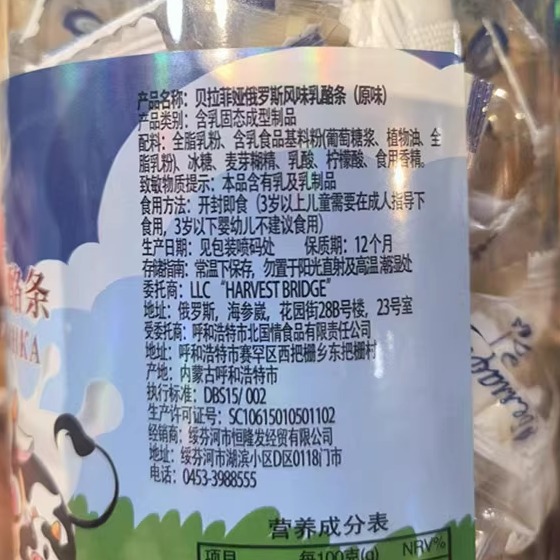 产品名称：贝拉菲娅俄罗斯风味乳酪条（原味）
产品类别：含乳固态成型制品
配料：全脂乳粉、含乳食品基料粉(葡萄糖浆、植物油、全
脂乳粉)、冰糖、麦芽糊精、乳酸、柠檬酸、食用香精。
致敏物质提示：本品含有乳及乳制品
食用方法：开封即食（3岁以上儿童需要在成人指导下
食用，3岁以下婴幼儿不建议食用）
生产日期：见包装喷码处 保质期：12个月
存储指南：常温下保存，勿置于阳光直射及高温潮湿处
委托商：LLC“HARVEST BRIDGE”
地址：俄罗斯，海参崴，花园街28B号楼，23号室
受委托商：呼和浩特市北国情食品有限责任公司
地址：呼和浩特市赛罕区西把栅乡东把栅村
产地：内蒙古呼和浩特市
执行标准：DBS15/ 002
生产许可证号：SC10615010501102
经销商：绥芬河市恒隆发经贸有限公司
地址：绥芬河市湖滨小区D区0118门市
电话：0453-3988555
营养成分表
项目 每100克(g) NRV%
酪条